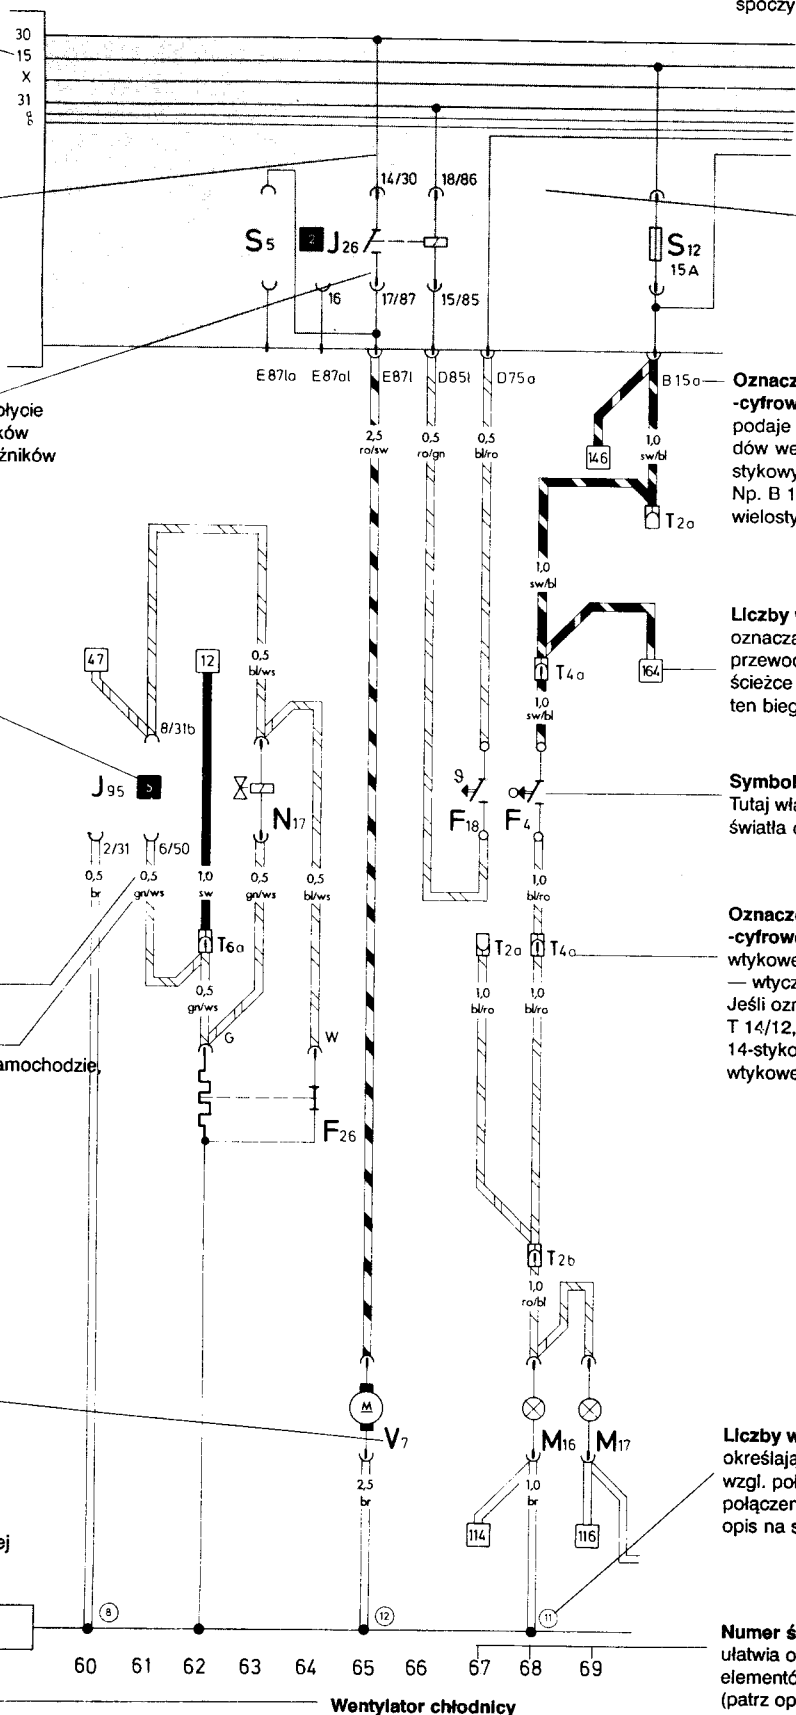 spoczy
30
15
X
31
14/30
18/86
S5
2
J26
S12
15 A
16
17/87
15/85
E87la
E87al
E87l
D85l
D75a
B15a
Oznacz
-cyfrow
podaje
dów we
stykowy
Np. B 1
wielosty
płycie
ków
źników
2,5
ro/sw
0,5
ro/gn
0,5
bl/ro
146
1,0
sw/bl
T2a
1,0
sw/bl
Liczby w
oznacza
przewod
ścieżce
ten bieg
47
12
0,5
bl/ws
T4a
164
1,0
sw/bl
8/31b
J95
5
N17
F18
F4
Symbol
Tutaj wła
światła
2/31
6/50
0,5
br
0,5
gn/ws
1,0
sw
0,5
gn/ws
0,5
bl/ws
1,0
bl/ro
Oznacze
-cyfrowe
wtykowe
— wtycz
Jeśli ozn
T 14/12,
14-styko
wtykowe
T6a
T2a
T4a
0,5
gn/ws
1,0
bl/ro
1,0
bl/ro
G
W
amochodzie,
F26
T2b
1,0
ro/bl
M
V7
M16
M17
2,5
br
1,0
br
114
116
Liczby w
określają
wzgl. poł
połączen
opis na s
ej
8
12
11
60 61 62 63 64 65 66 67 68 69
Numer ś
ułatwia o
elementó
(patrz op
Wentylator chłodnicy